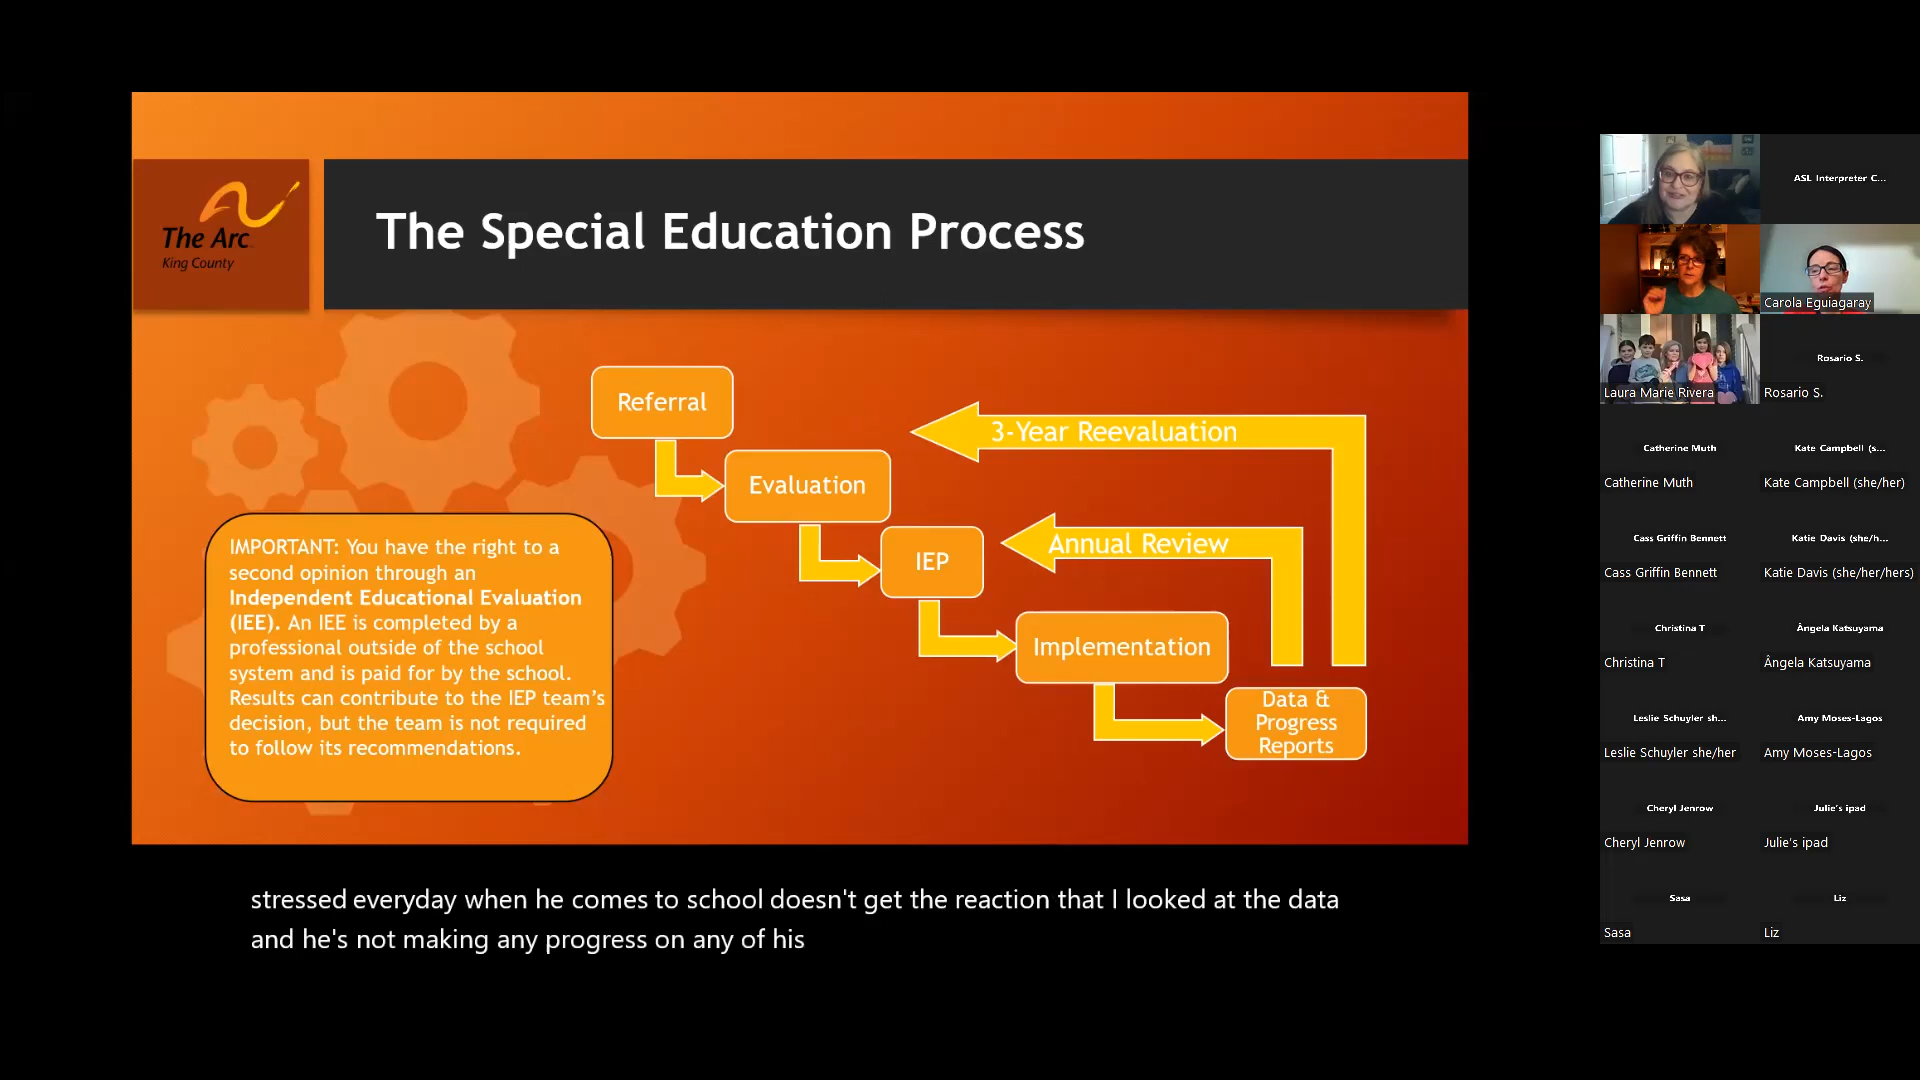 The Arc
King County
The Special Education Process
Referral
Evaluation
IEP
Implementation
Data &
Progress
Reports
3-Year Reevaluation
Annual Review
IMPORTANT: You have the right to a
second opinion through an
Independent Educational Evaluation
(IEE). An IEE is completed by a
professional outside of the school
system and is paid for by the school.
Results can contribute to the IEP team’s
decision, but the team is not required
to follow its recommendations.
stressed everyday when he comes to school doesn't get the reaction that I looked at the data
and he's not making any progress on any of his
ASL Interpreter C...
Carola Eguiagaray
Laura Marie Rivera
Rosario S.
Rosario S.
Catherine Muth
Catherine Muth
Kate Campbell (s...
Kate Campbell (she/her)
Cass Griffin Bennett
Cass Griffin Bennett
Katie Davis (she/h...
Katie Davis (she/her/hers)
Christina T
Christina T
Ângela Katsuyama
Ângela Katsuyama
Leslie Schuyler sh...
Leslie Schuyler she/her
Amy Moses-Lagos
Amy Moses-Lagos
Cheryl Jenrow
Cheryl Jenrow
Julie's ipad
Julie's ipad
Sasa
Sasa
Liz
Liz